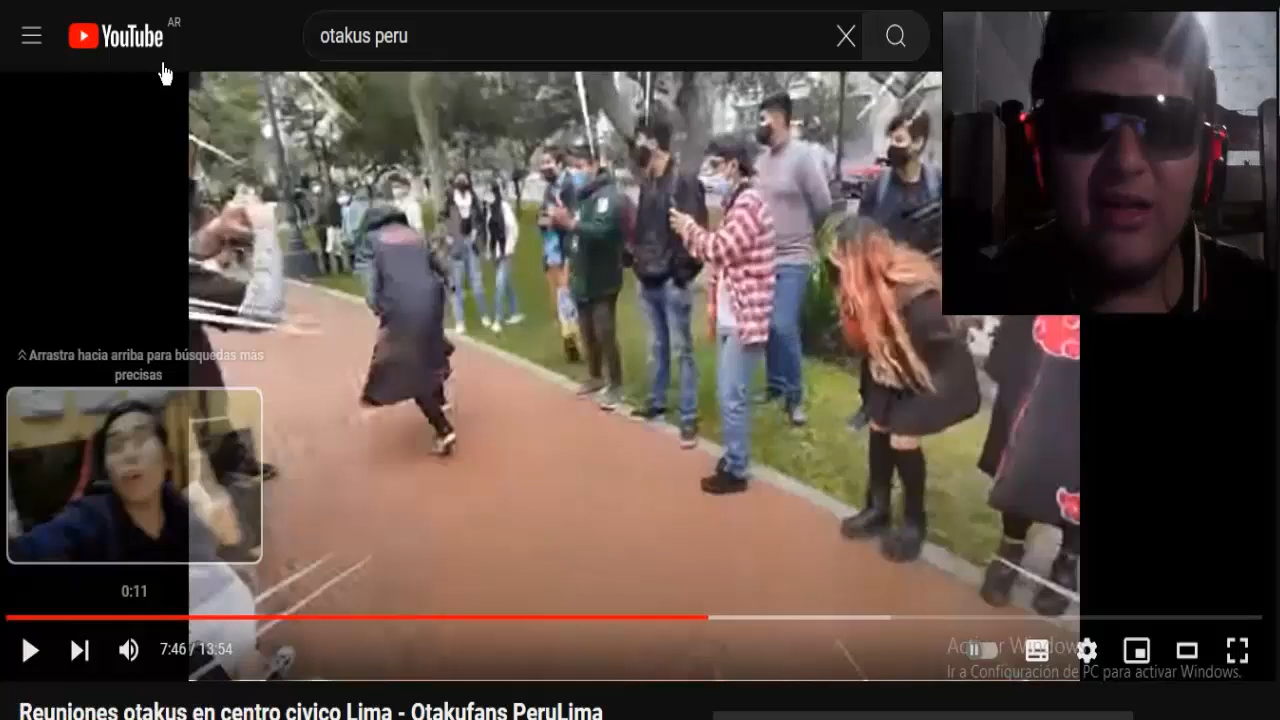 YouTube AR
otakus peru
Arrastra hacia arriba para búsquedas más
precisas
0:11
7:46 / 13:54
Activar Windows
Ir a Configuración de PC para activar Windows.
Reuniones otakus en centro civico Lima - Otakufans PeruLima